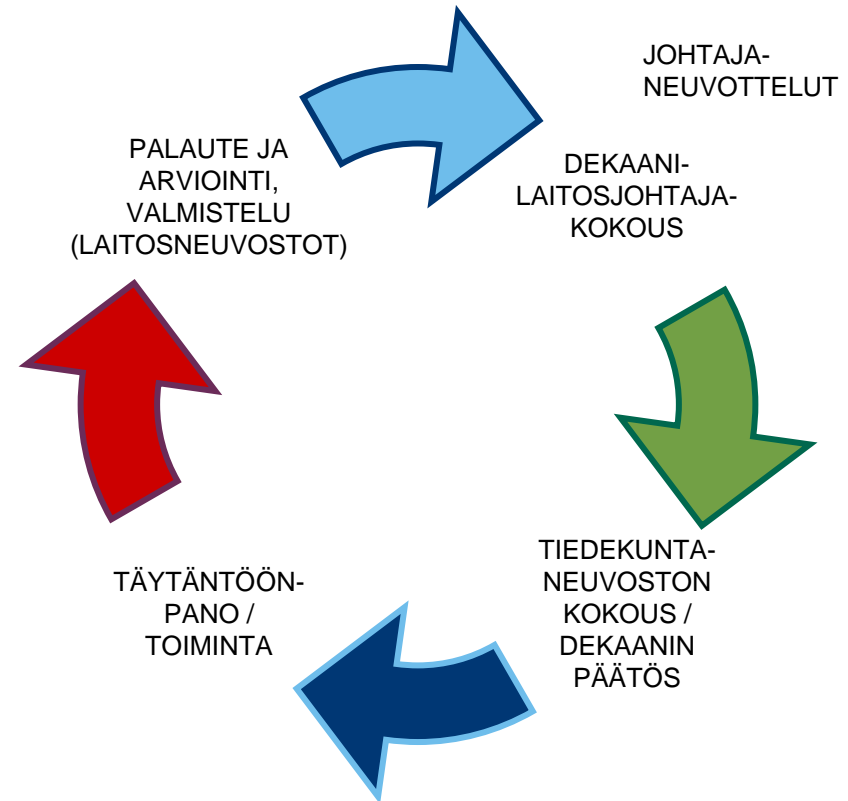 JOHTAJA-
NEUVOTTELUT
PALAUTE JA
ARVIOINTI,
VALMISTELU
(LAITOSNEUVOSTOT)
DEKAANI-
LAITOSJOHTAJA-
KOKOUS
TIEDEKUNTA-
NEUVOSTON
KOKOUS /
DEKAANIN
PÄÄTÖS
TÄYTÄNTÖÖN-
PANO /
TOIMINTA